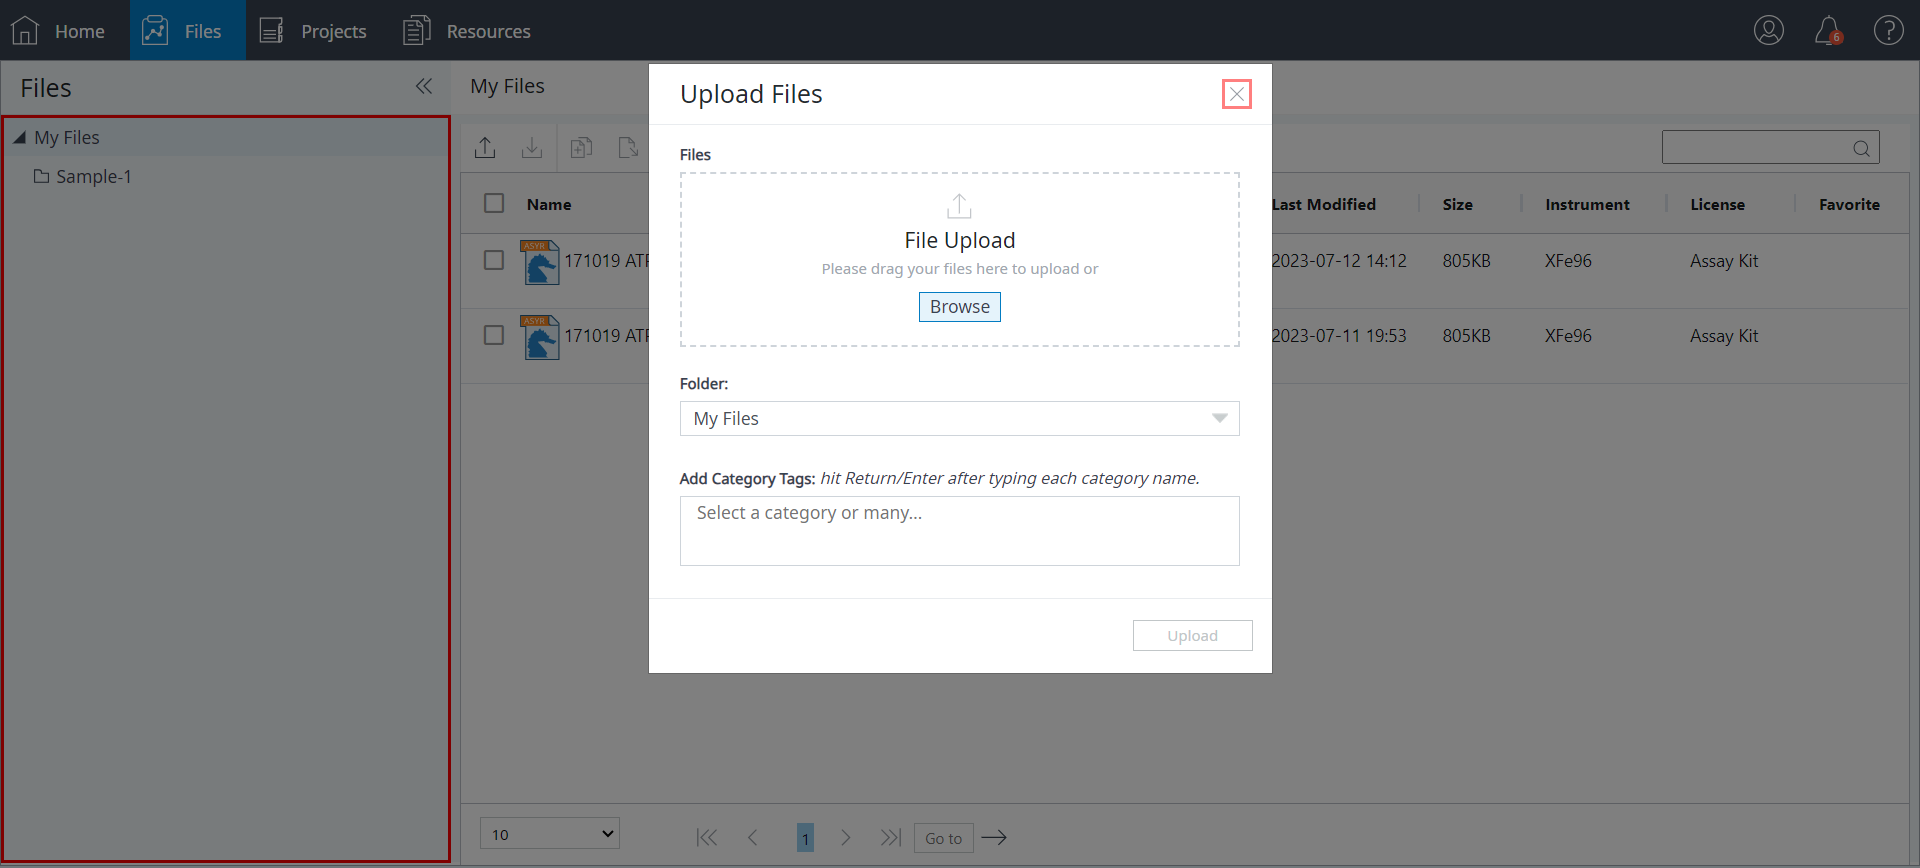 Home
Files
Projects
Resources
6
?
Files
My Files
My Files
Sample-1
Name
Last Modified
Size
Instrument
License
Favorite
ASYR
171019
2023-07-12 14:12
805KB
XFe96
Assay Kit
ASYR
171019
2023-07-11 19:53
805KB
XFe96
Assay Kit
10
1
Go to
Upload Files
Files
File Upload
Please drag your files here to upload or
Browse
Folder:
My Files
Add Category Tags: hit Return/Enter after typing each category name.
Select a category or many...
Upload